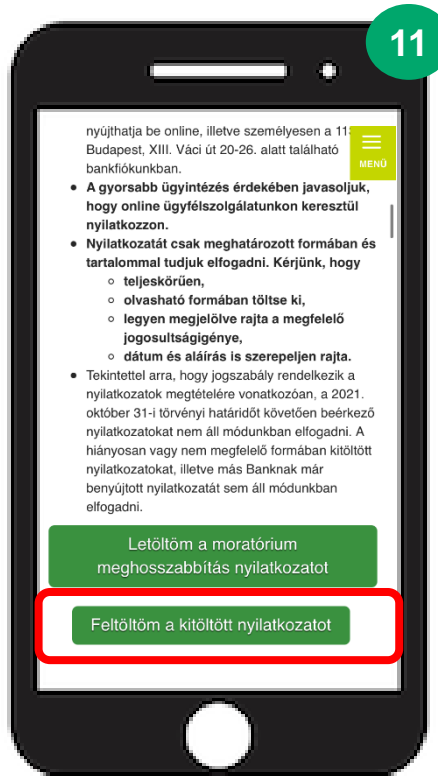 11
nyújthatja be online, illetve személyesen a
Budapest, XIII. Váci út 20-26. alatt található
bankfiókunkban.
MENÜ
• A gyorsabb ügyintézés érdekében javasoljuk,
hogy online ügyfélszolgálatunkon keresztül
nyilatkozzon.
• Nyilatkozatát csak meghatározott formában és
tartalommal tudjuk elfogadni. Kérjünk, hogy
◦ teljeskörűen,
◦ olvasható formában töltse ki,
◦ legyen megjelölve rajta a megfelelő
jogosultságigénye,
◦ dátum és aláírás is szerepeljen rajta.
• Tekintettel arra, hogy jogszabály rendelkezik a
nyilatkozatok megtételére vonatkozóan, a 2021.
október 31-i törvényi határidőt követően beérkező
nyilatkozatokat nem áll módunkban elfogadni. A
hiányosan vagy nem megfelelő formában kitöltött
nyilatkozatokat, illetve más Banknak már
benyújtott nyilatkozatát sem áll módunkban
elfogadni.
Letöltöm a moratórium
meghosszabbítás nyilatkozatot
Feltöltöm a kitöltött nyilatkozatot